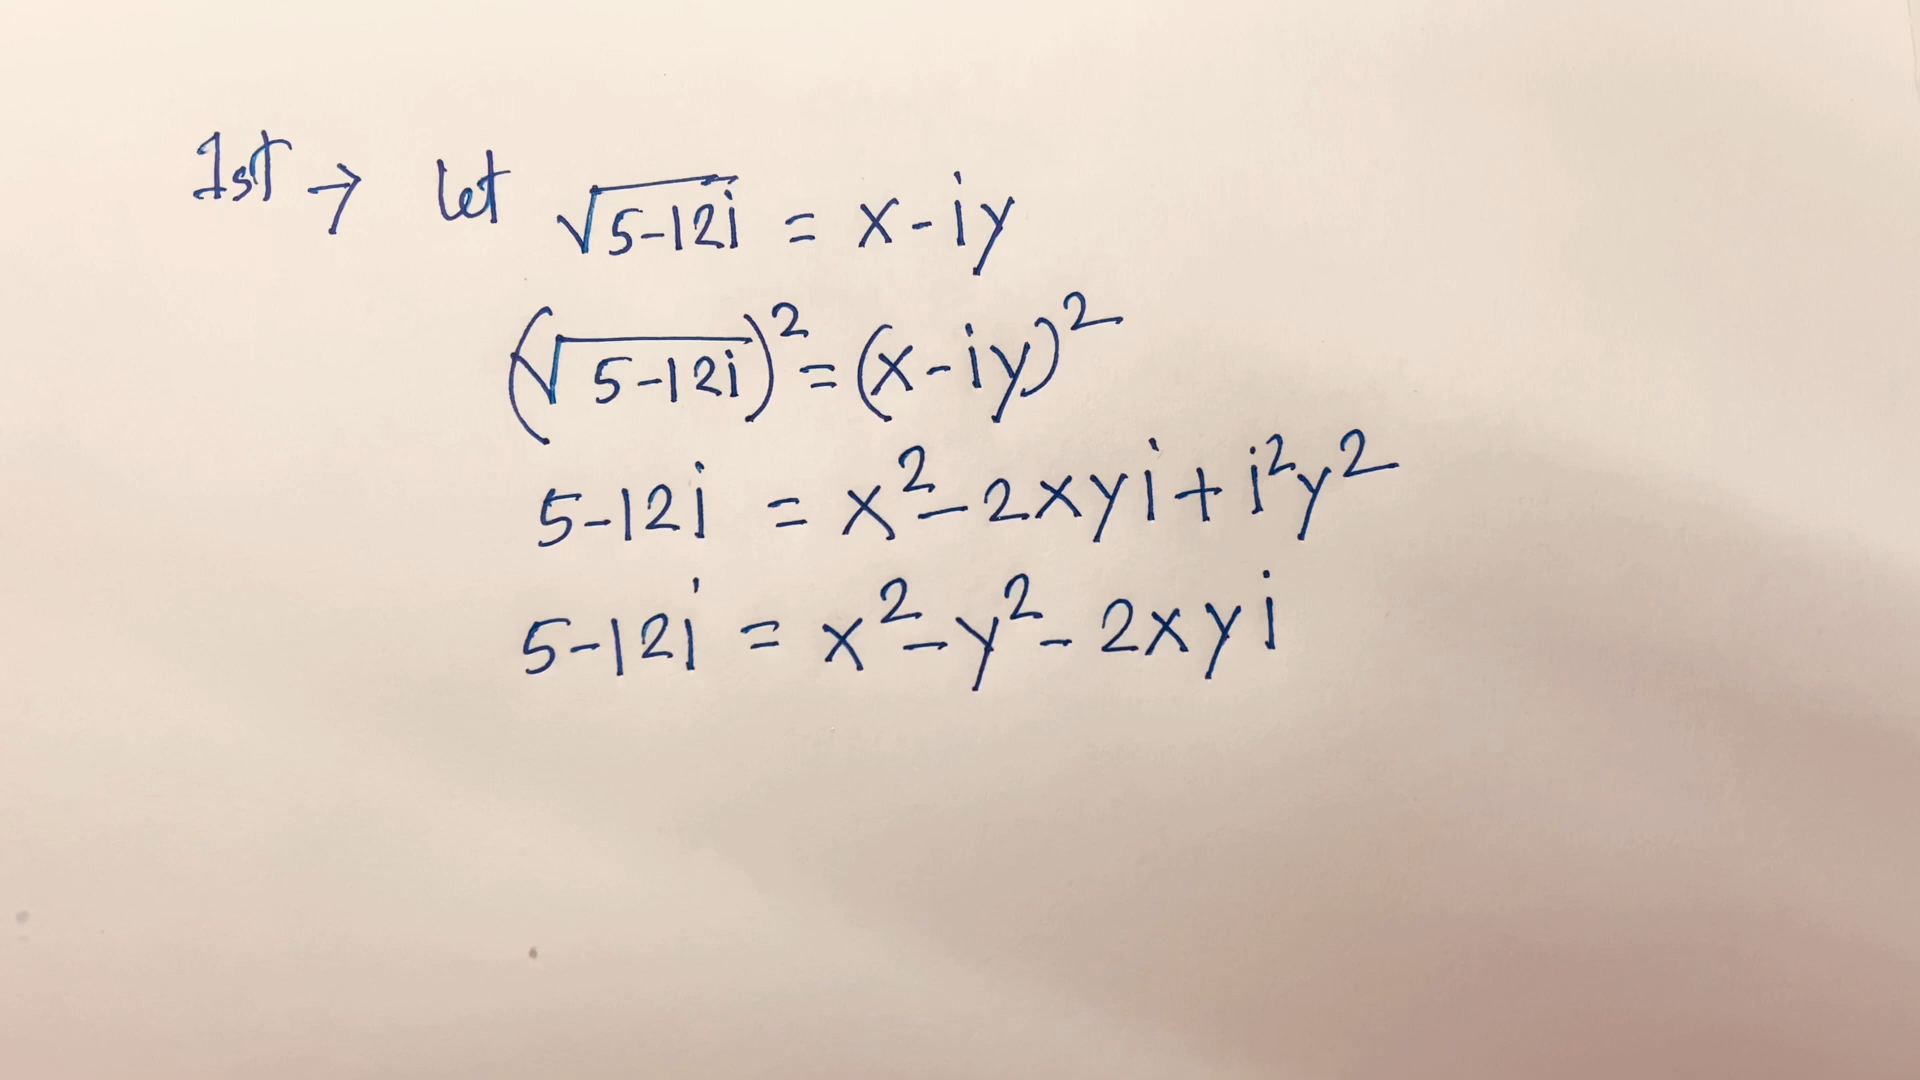 1st → let √5-12i = x-iy
(√5-12i)² = (x-iy)²
5-12i = x²-2xyi+i²y²
5-12i = x²-y²-2xyi